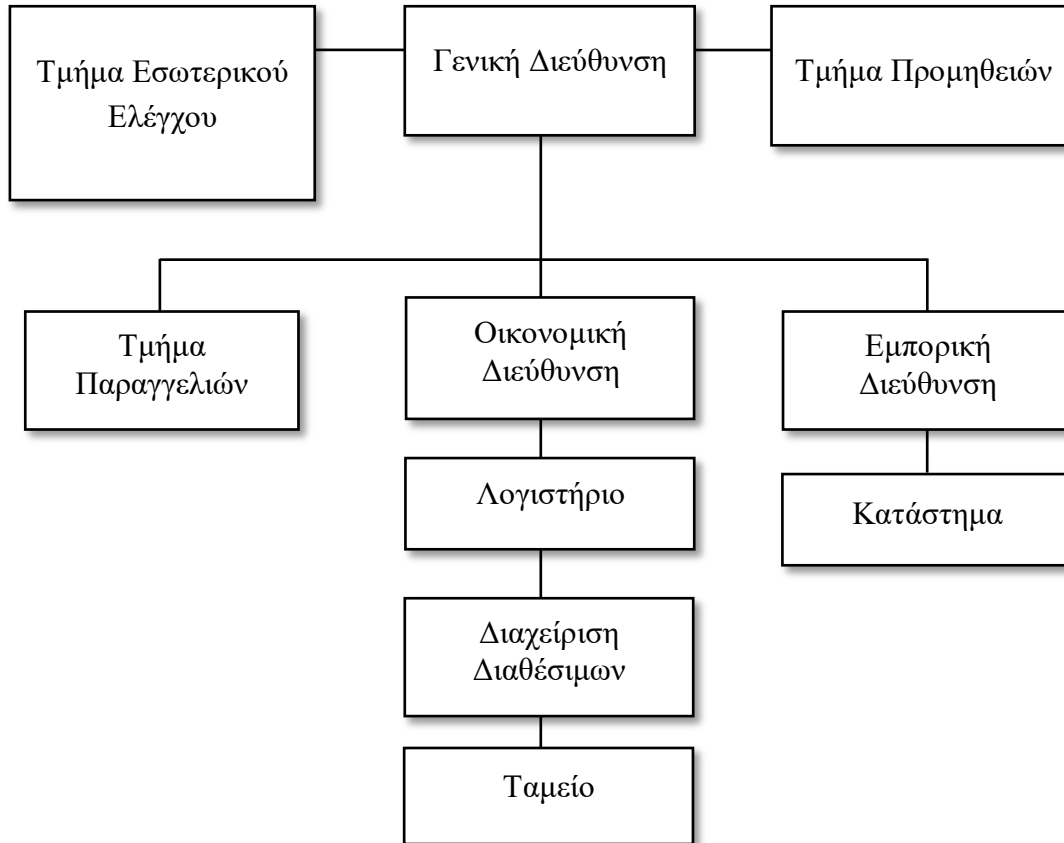 Τμήμα Εσωτερικού
Ελέγχου
Γενική Διεύθυνση
Τμήμα Προμηθειών
Τμήμα
Παραγγελιών
Οικονομική
Διεύθυνση
Εμπορική
Διεύθυνση
Λογιστήριο
Κατάστημα
Διαχείριση
Διαθέσιμων
Ταμείο